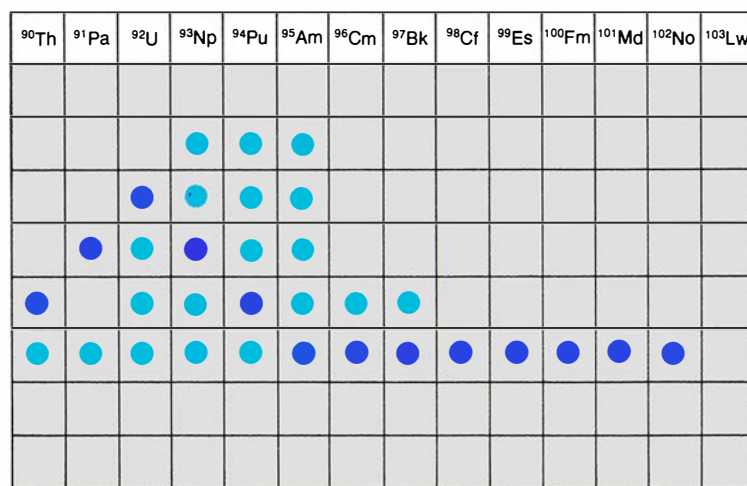 ⁹⁰Th ⁹¹Pa ⁹²U ⁹³Np ⁹⁴Pu ⁹⁵Am ⁹⁶Cm ⁹⁷Bk ⁹⁸Cf ⁹⁹Es ¹⁰⁰Fm ¹⁰¹Md ¹⁰²No ¹⁰³Lw